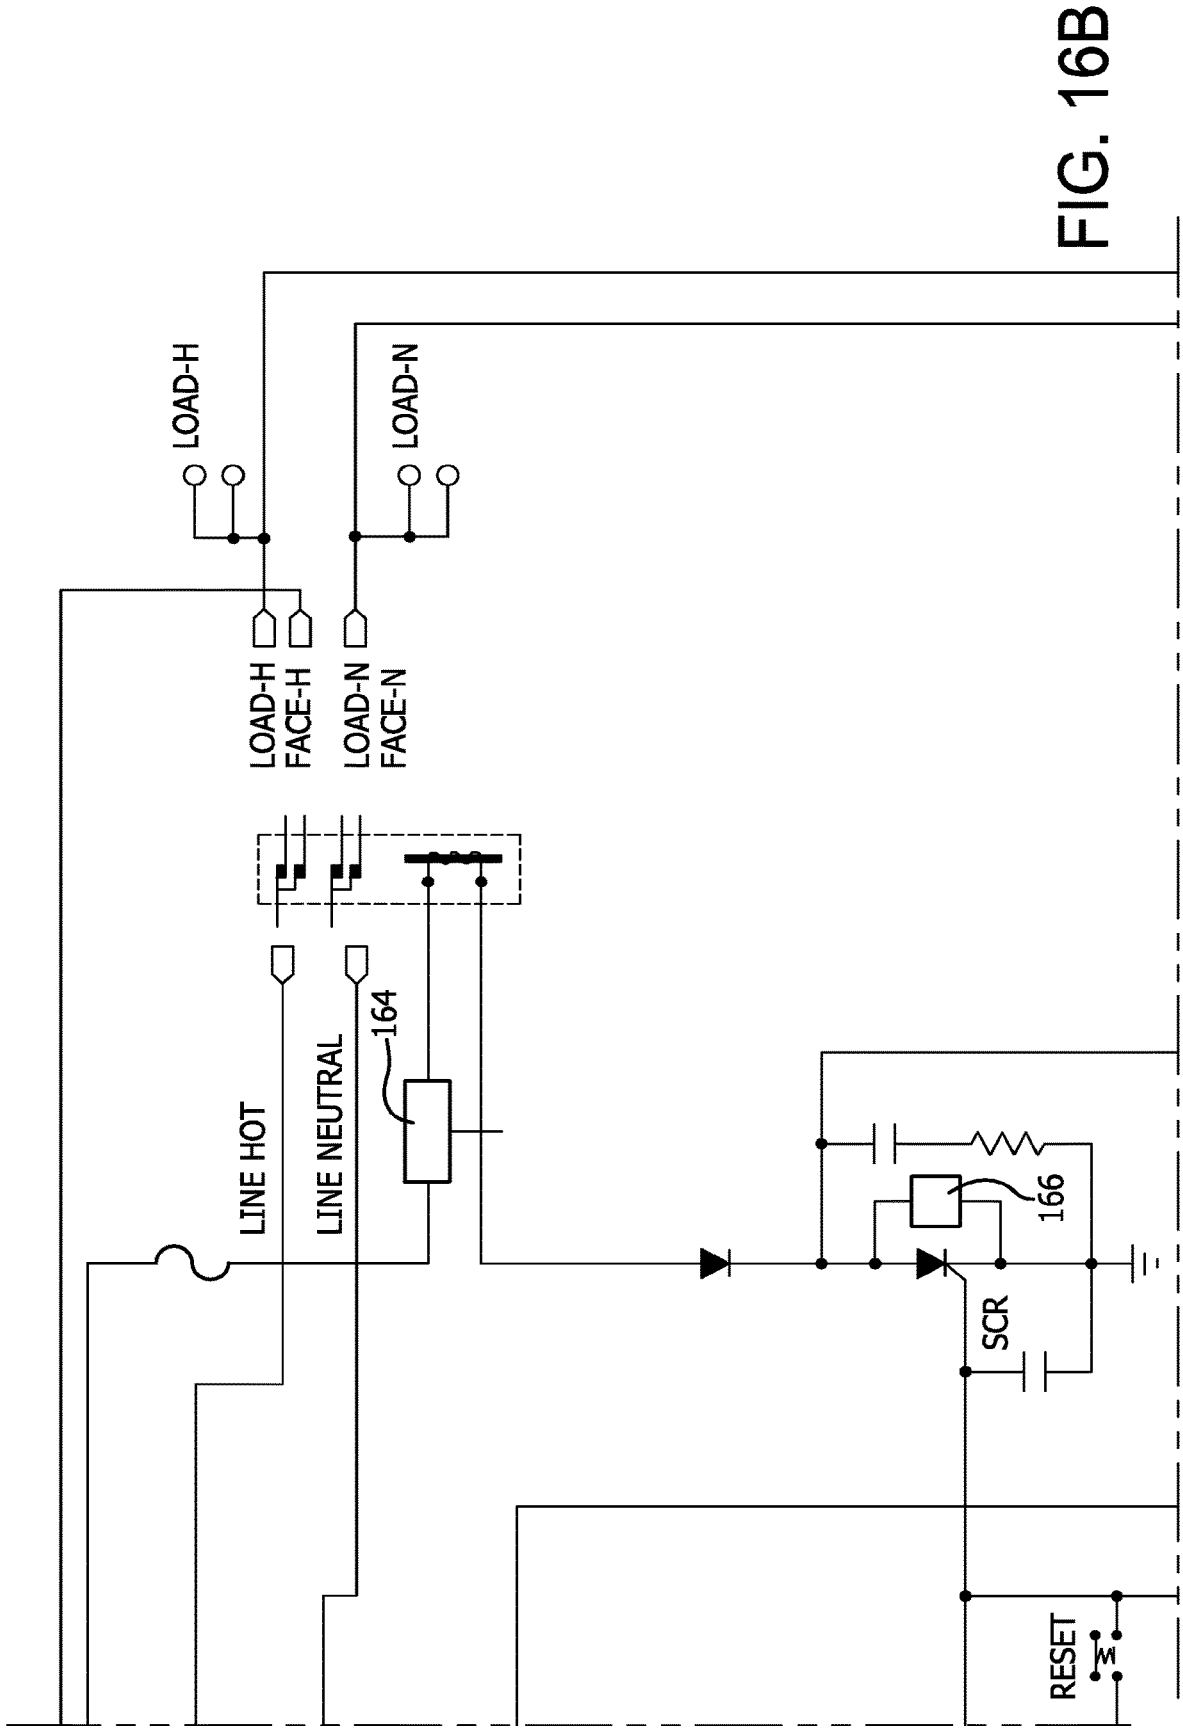 LOAD-H
LOAD-N
LOAD-H
FACE-H
LOAD-N
FACE-N
LINE HOT
LINE NEUTRAL
164
166
SCR
RESET
FIG. 16B